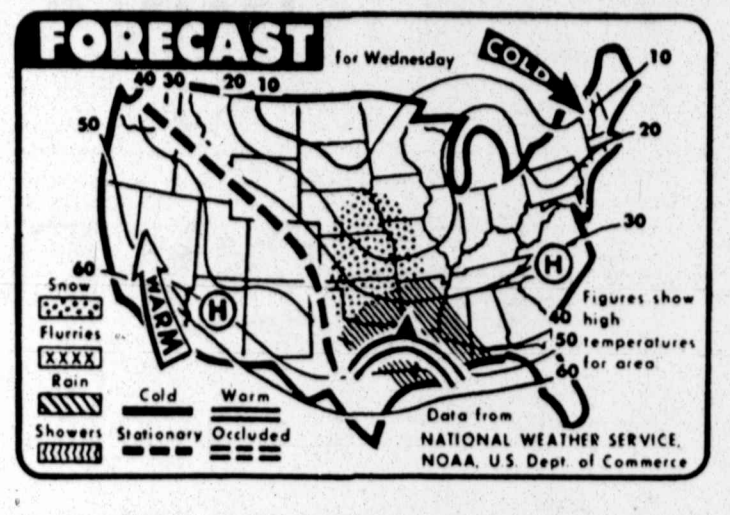 FORECAST
for Wednesday
COLD
10
40 30 20 10
50
20
30
H
60
WARM
H
Snow
Flurries
XXXX
Rain
Showers
Figures show
40 high
50 temperatures
60 for area
Cold Warm
Stationary Occluded
Data from
NATIONAL WEATHER SERVICE,
NOAA, U.S. Dept. of Commerce